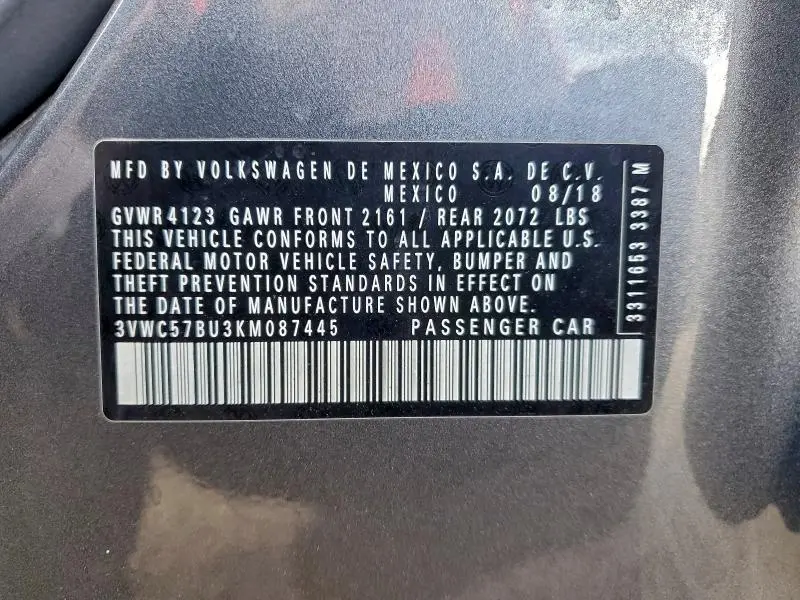 MFD BY VOLKSWAGEN DE MEXICO S.A. DE C.V.
MEXICO 08/18
GVWR 4123 GAWR FRONT 2161 / REAR 2072 LBS
THIS VEHICLE CONFORMS TO ALL APPLICABLE U.S.
FEDERAL MOTOR VEHICLE SAFETY, BUMPER AND
THEFT PREVENTION STANDARDS IN EFFECT ON
THE DATE OF MANUFACTURE SHOWN ABOVE.
3VWC57BU3KM087445 PASSENGER CAR
3311653 3387 M